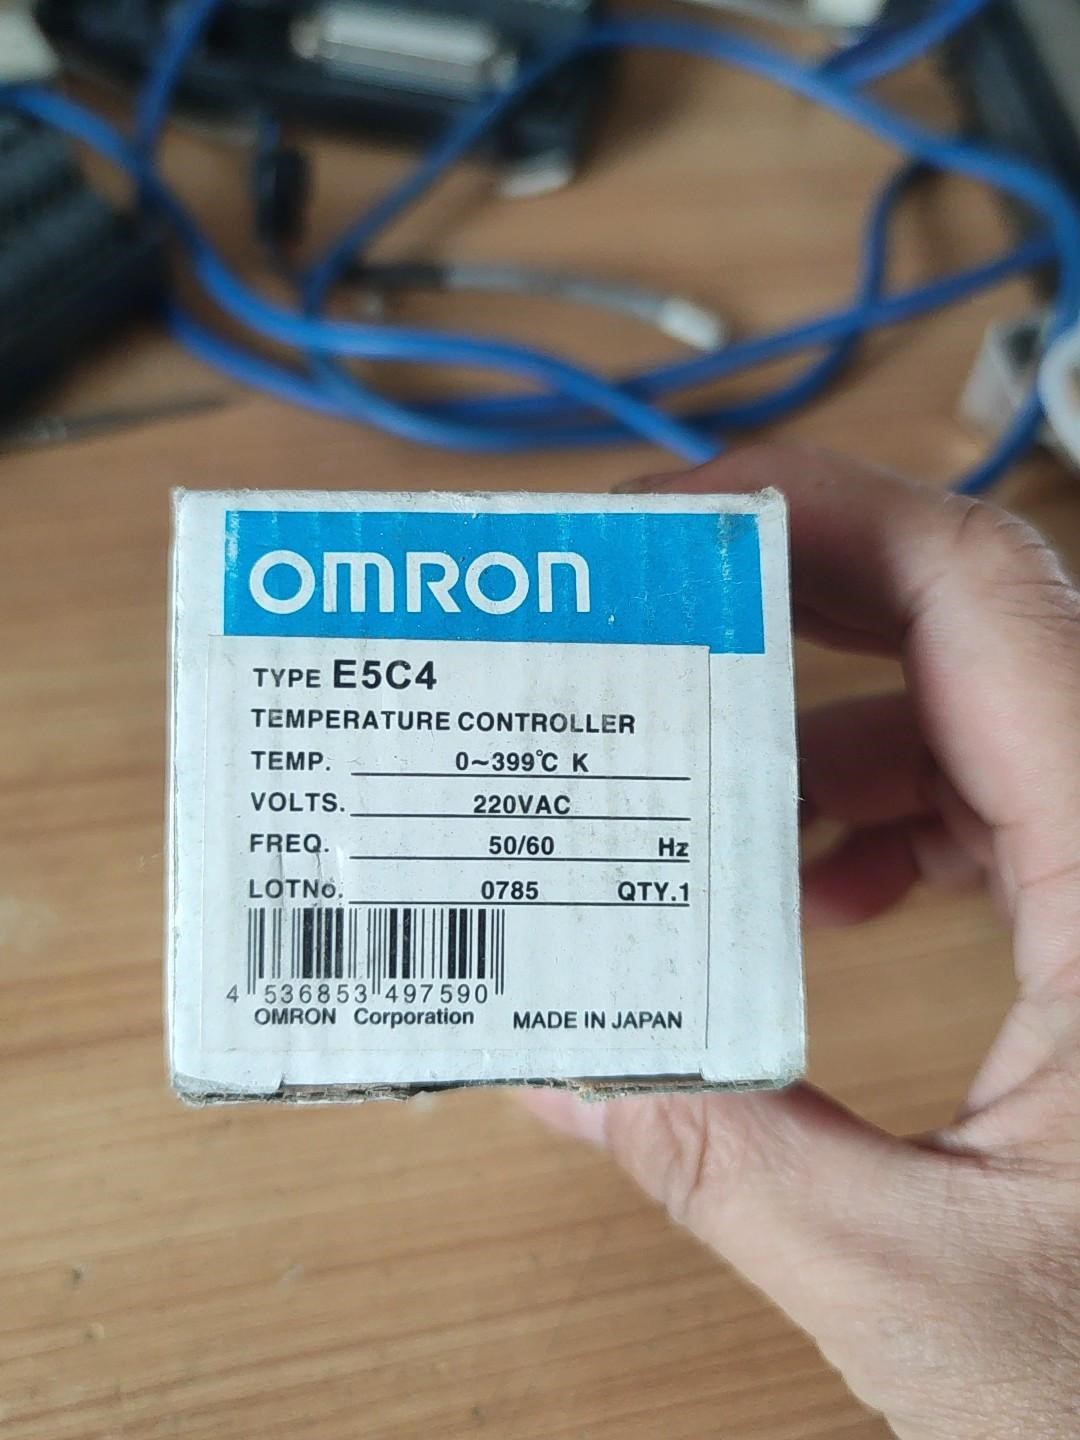 OMRON
TYPE E5C4
TEMPERATURE CONTROLLER
TEMP. 0~399℃ K
VOLTS. 220VAC
FREQ. 50/60 Hz
LOTNo. 0785 QTY.1
4 536853 497590
OMRON Corporation MADE IN JAPAN